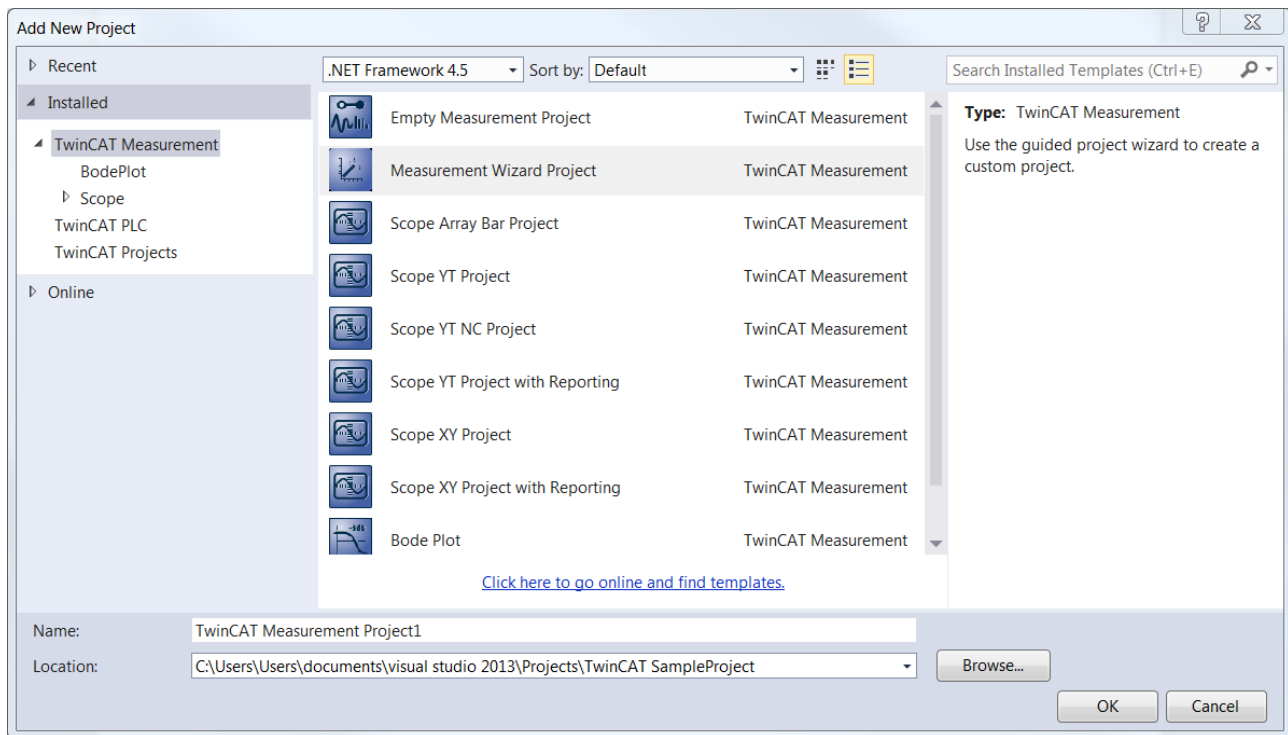 Add New Project
Recent
.NET Framework 4.5 Sort by: Default
Search Installed Templates (Ctrl+E)
Installed
TwinCAT Measurement
BodePlot
Scope
TwinCAT PLC
TwinCAT Projects
Online
Empty Measurement Project TwinCAT Measurement
Measurement Wizard Project TwinCAT Measurement
Scope Array Bar Project TwinCAT Measurement
Scope YT Project TwinCAT Measurement
Scope YT NC Project TwinCAT Measurement
Scope YT Project with Reporting TwinCAT Measurement
Scope XY Project TwinCAT Measurement
Scope XY Project with Reporting TwinCAT Measurement
-3db
Bode Plot TwinCAT Measurement
Click here to go online and find templates.
Type: TwinCAT Measurement
Use the guided project wizard to create a
custom project.
Name: TwinCAT Measurement Project1
Location: C:\Users\Users\documents\visual studio 2013\Projects\TwinCAT SampleProject
Browse...
OK Cancel